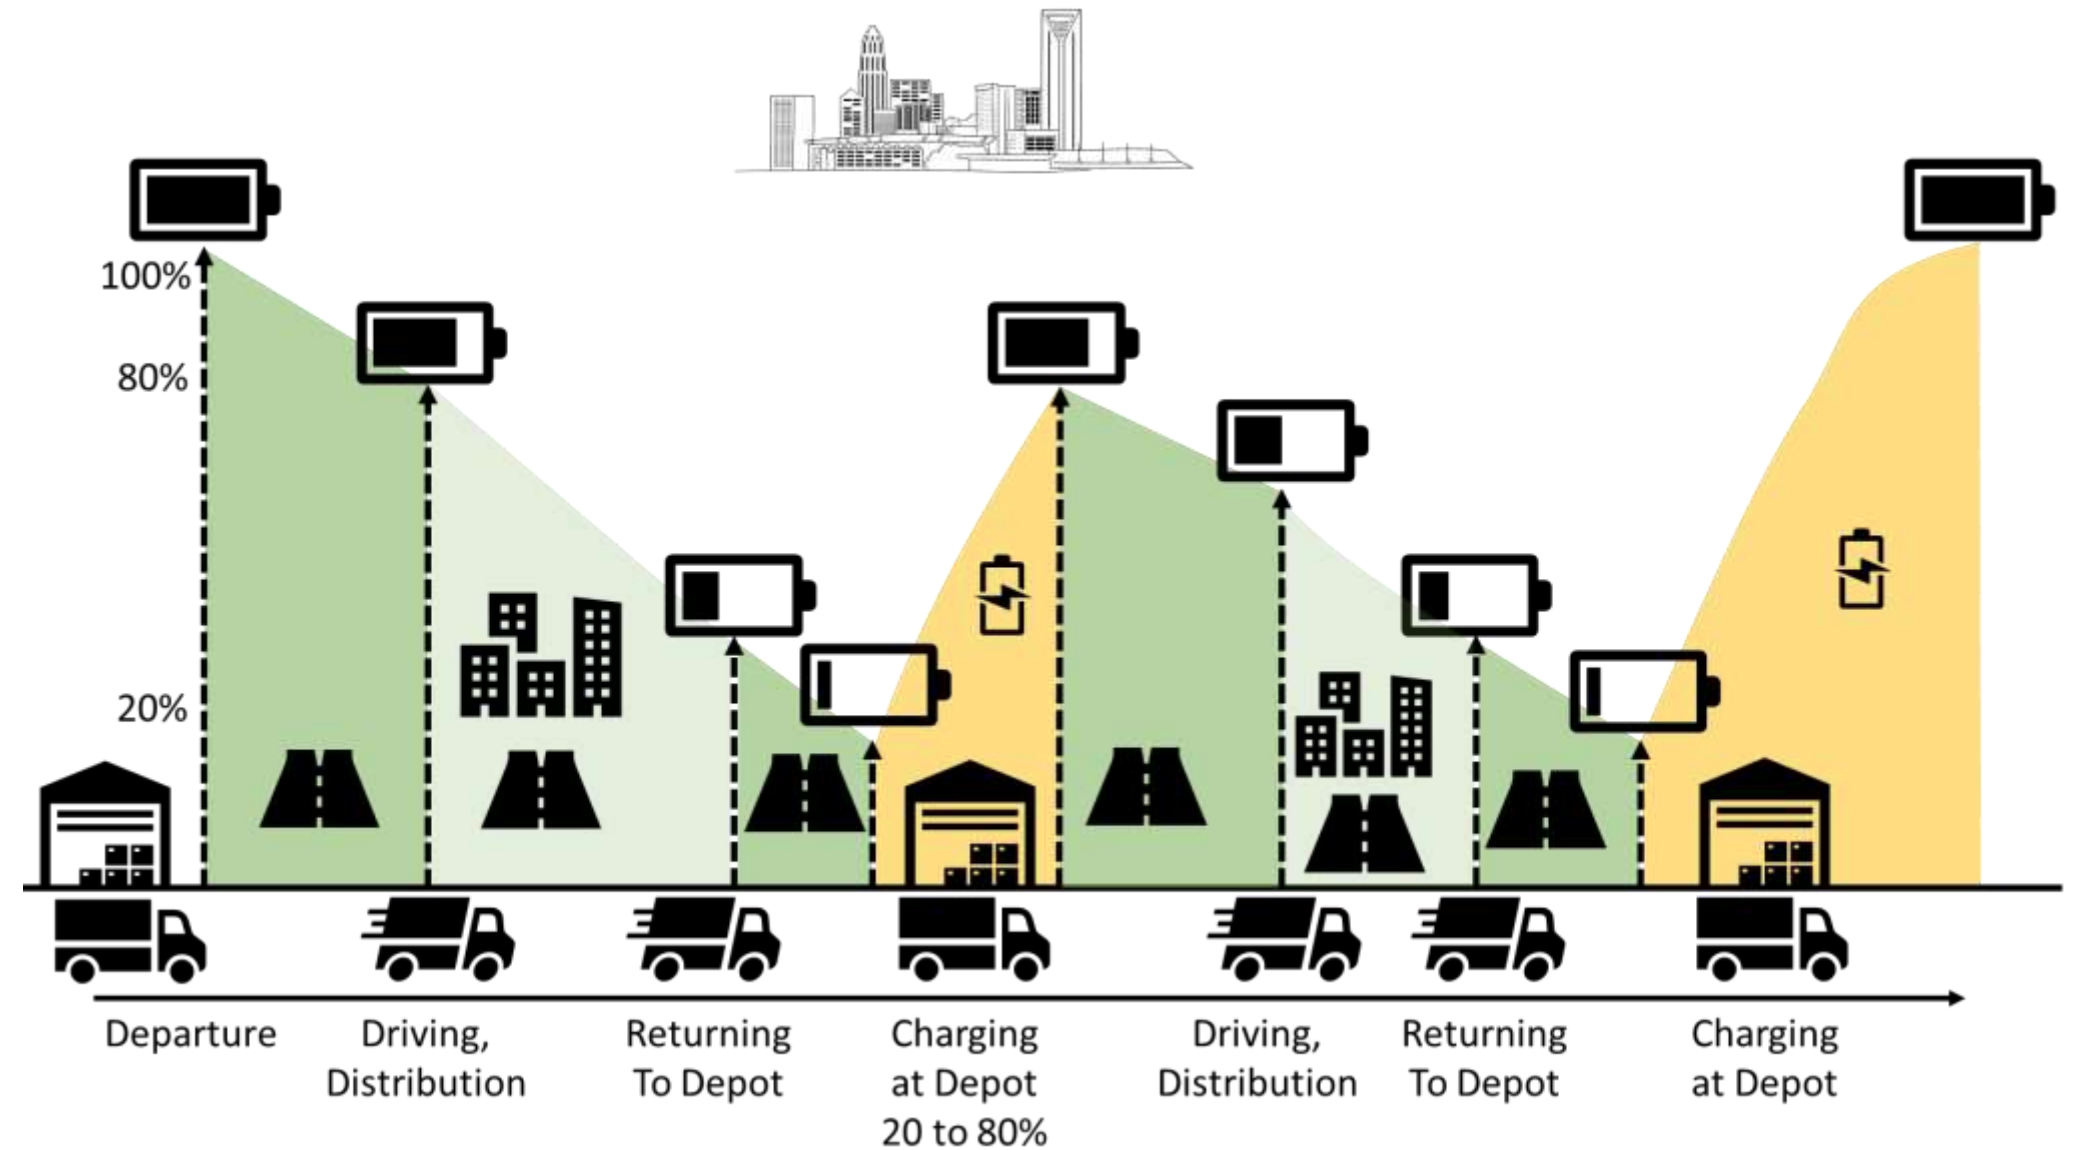 100%
80%
20%
Departure
Driving,
Distribution
Returning
To Depot
Charging
at Depot
20 to 80%
Driving,
Distribution
Returning
To Depot
Charging
at Depot